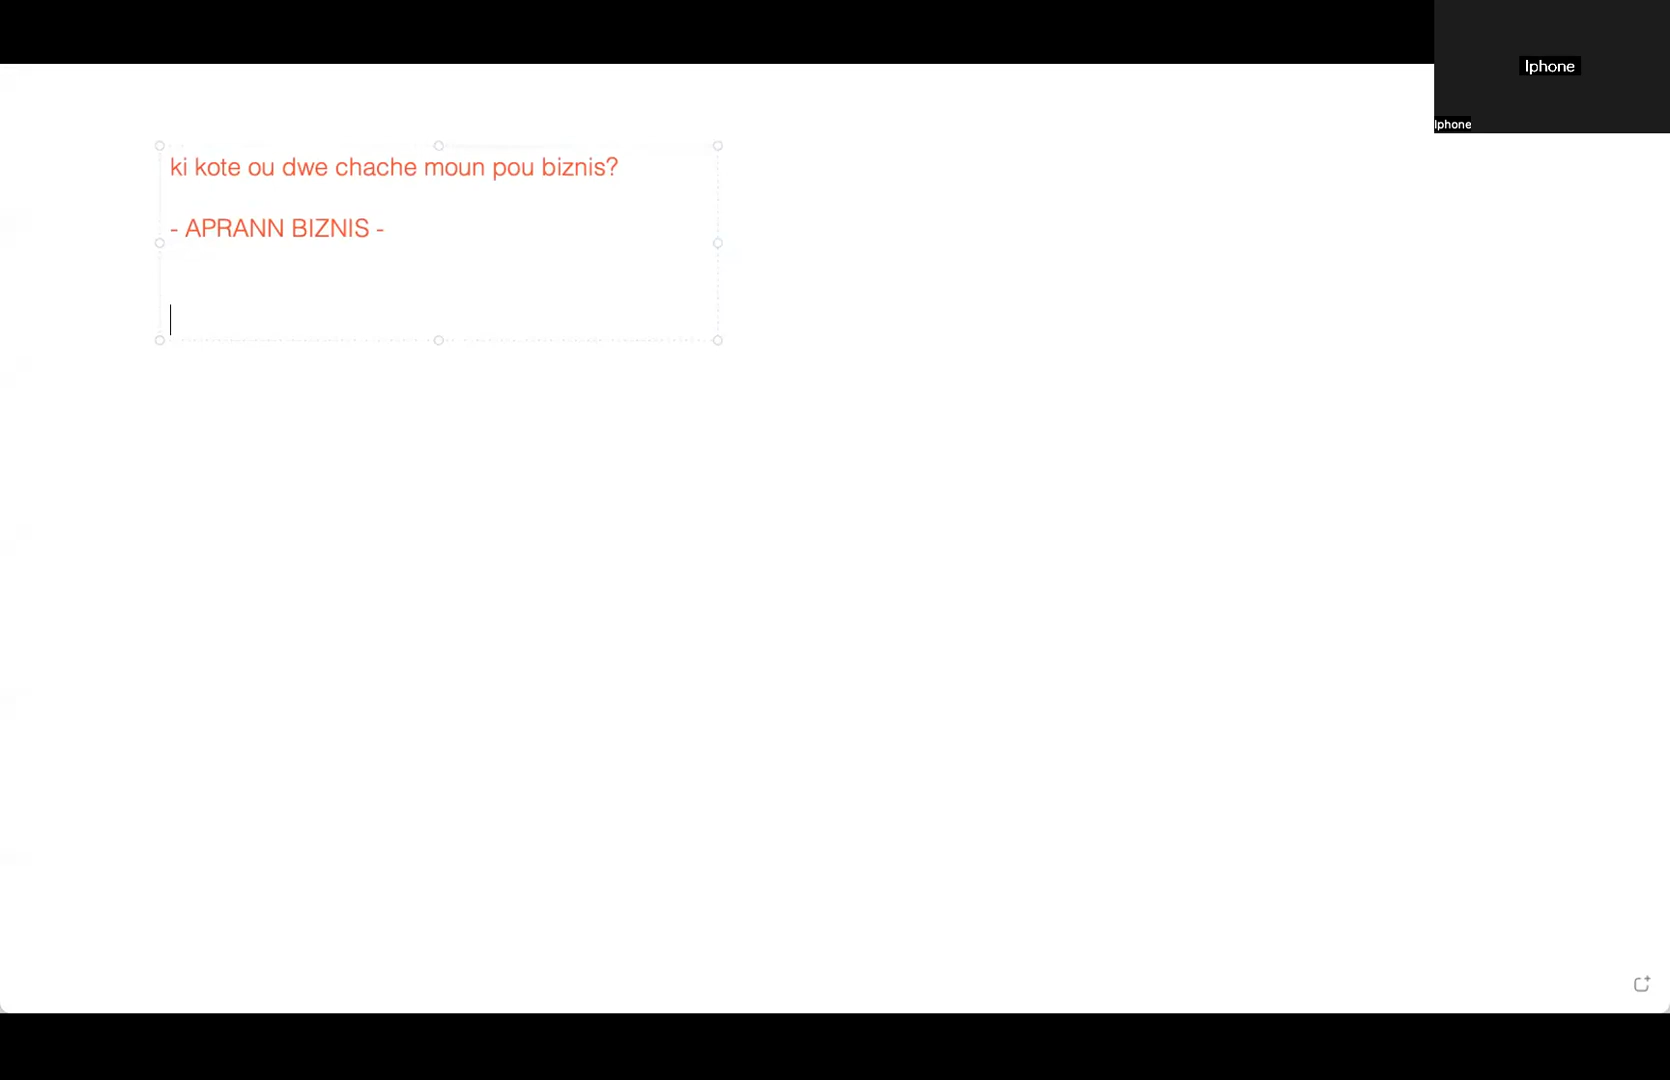 Iphone
Iphone
ki kote ou dwe chache moun pou biznis?
- APRANN BIZNIS -